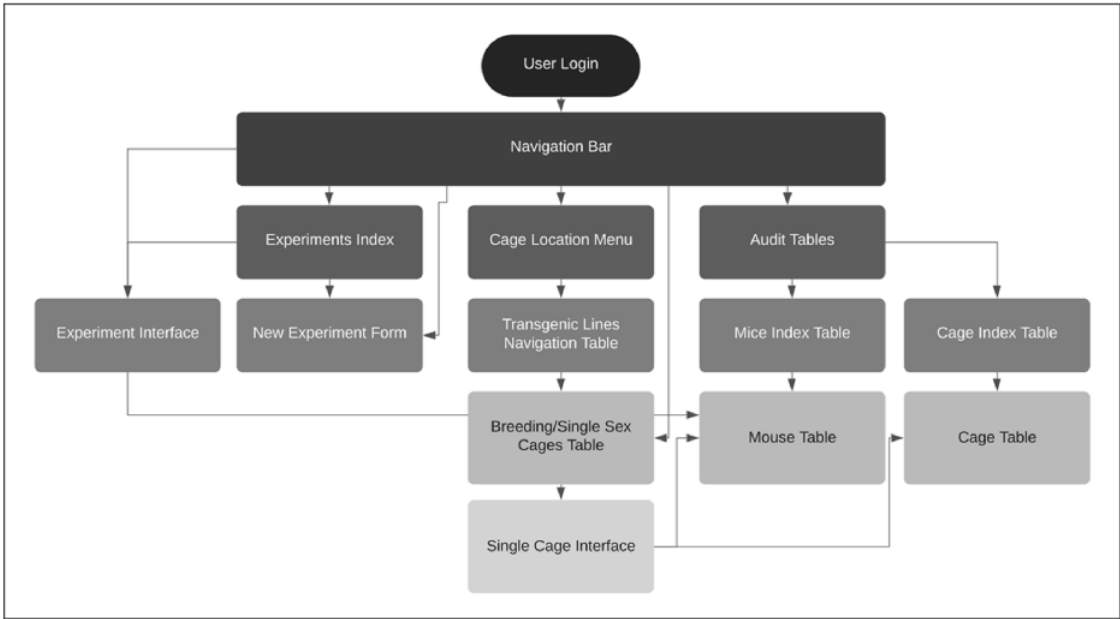 User Login
Navigation Bar
Experiments Index
Cage Location Menu
Audit Tables
Experiment Interface
New Experiment Form
Transgenic Lines
Navigation Table
Mice Index Table
Cage Index Table
Breeding/Single Sex
Cages Table
Mouse Table
Cage Table
Single Cage Interface